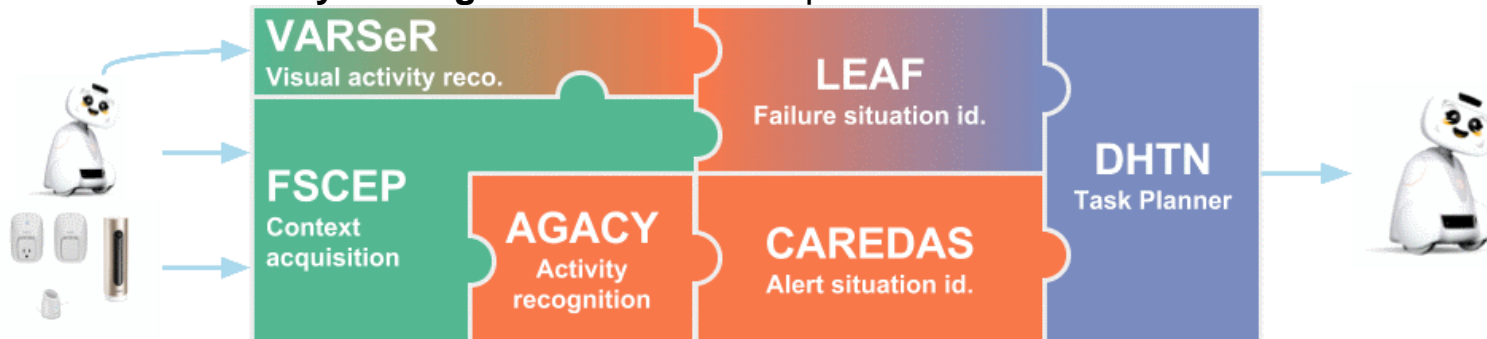 VARSeR
Visual activity reco.
LEAF
Failure situation id.
FSCEP
Context
acquisition
AGACY
Activity
recognition
CAREDAS
Alert situation id.
DHTN
Task Planner